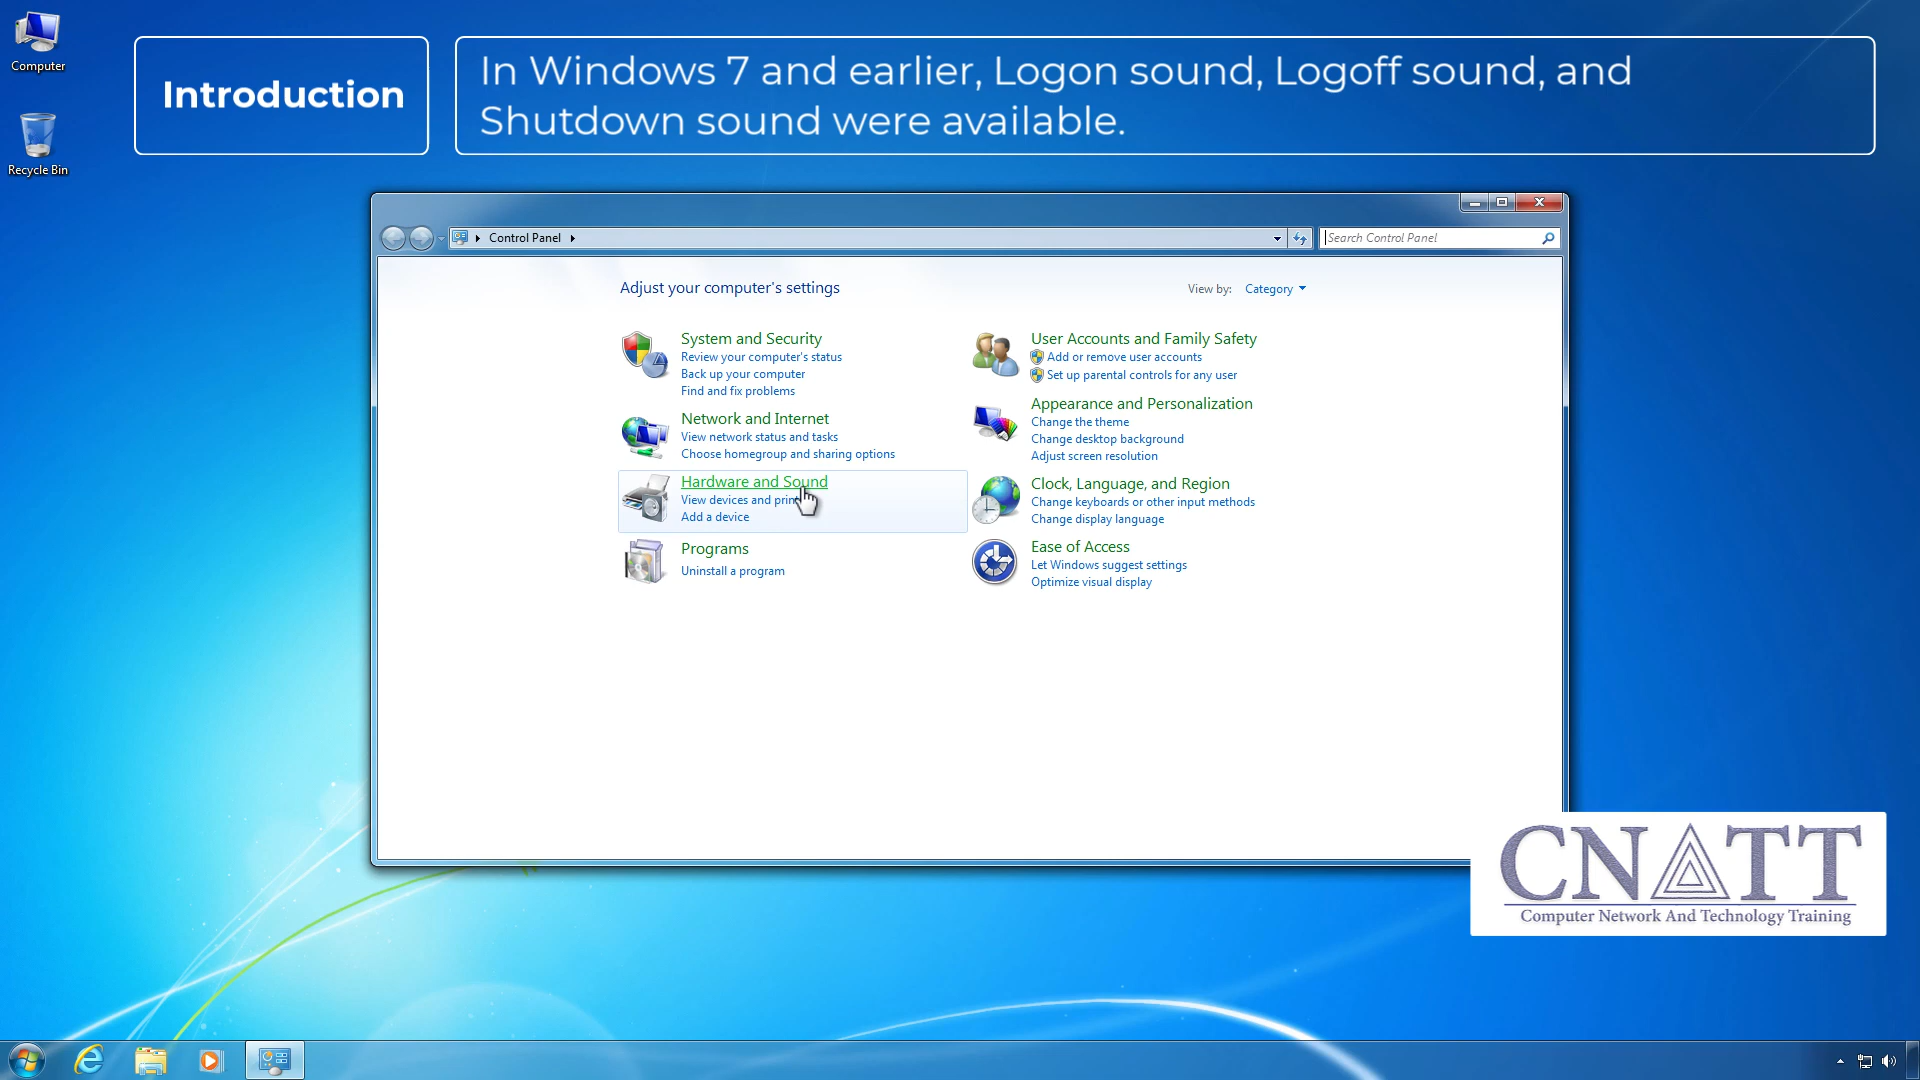 Computer
Recycle Bin
Introduction
In Windows 7 and earlier, Logon sound, Logoff sound, and
Shutdown sound were available.
Control Panel
Search Control Panel
Adjust your computer's settings
View by: Category
System and Security
Review your computer's status
Back up your computer
Find and fix problems
Network and Internet
View network status and tasks
Choose homegroup and sharing options
Hardware and Sound
View devices and prin
Add a device
Programs
Uninstall a program
User Accounts and Family Safety
Add or remove user accounts
Set up parental controls for any user
Appearance and Personalization
Change the theme
Change desktop background
Adjust screen resolution
Clock, Language, and Region
Change keyboards or other input methods
Change display language
Ease of Access
Let Windows suggest settings
Optimize visual display
CNATT
Computer Network And Technology Training